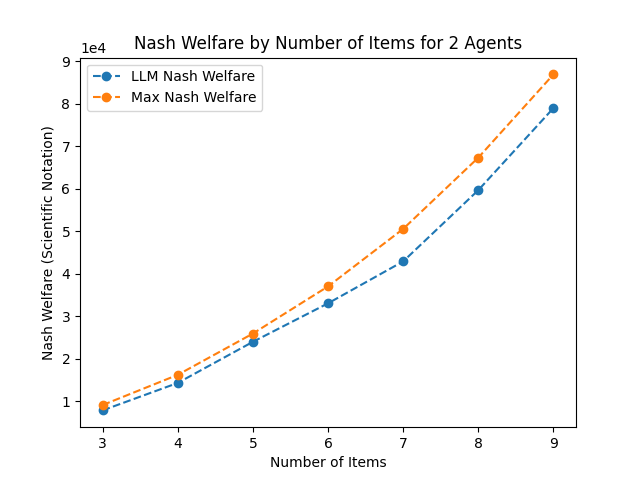 Nash Welfare by Number of Items for 2 Agents
1e4
LLM Nash Welfare
Max Nash Welfare
9
8
7
6
5
4
3
2
1
Nash Welfare (Scientific Notation)
3 4 5 6 7 8 9
Number of Items